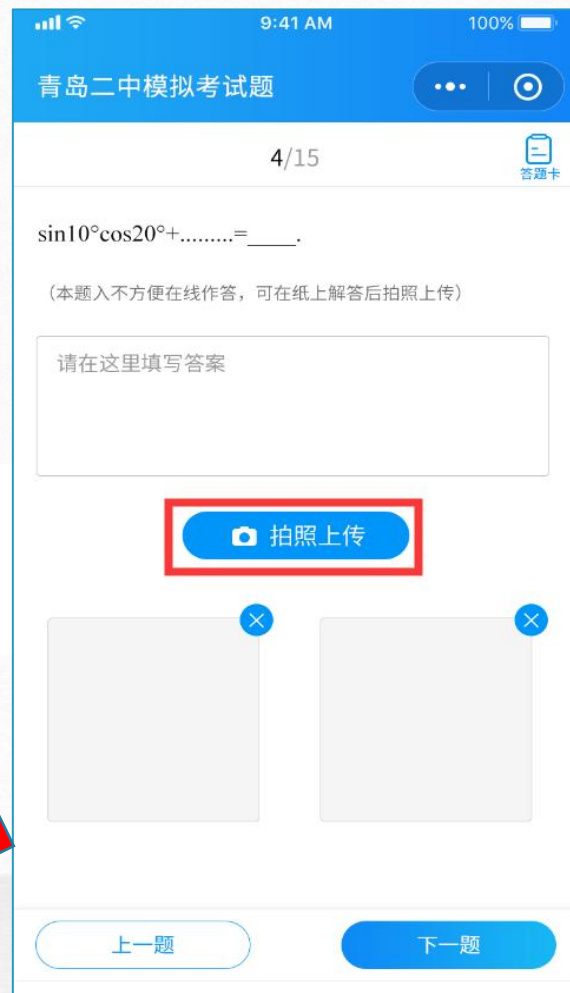 9:41 AM
100%
青岛二中模拟考试题
4/15
答题卡
sin10°cos20°+.........=____.
（本题入不方便在线作答，可在纸上解答后拍照上传）
请在这里填写答案
拍照上传
上一题
下一题